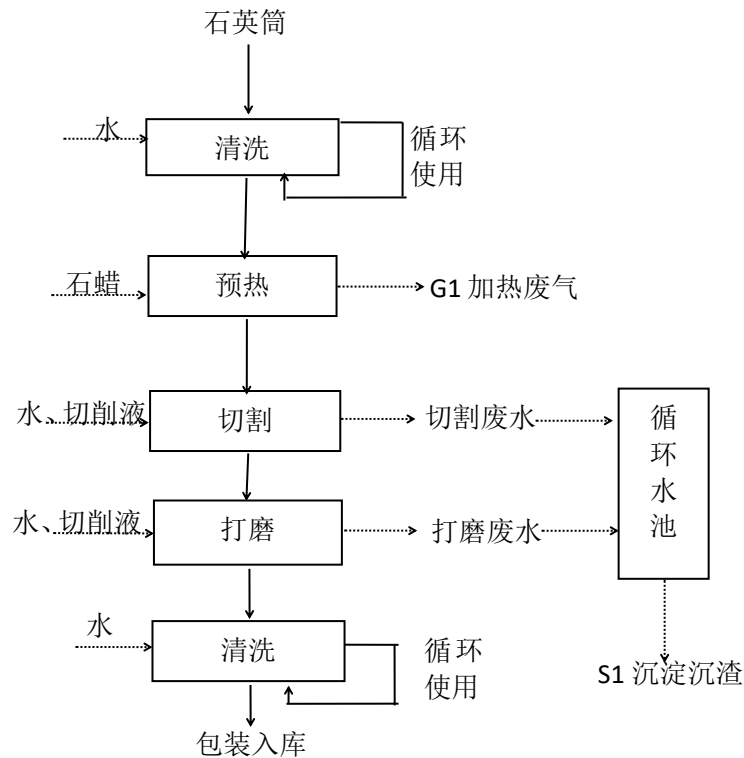 石英筒
水
清洗
循环
使用
石蜡
预热
G1 加热废气
水、切削液
切割
切割废水
循
环
水
池
水、切削液
打磨
打磨废水
水
清洗
循环
使用
S1 沉淀沉渣
包装入库